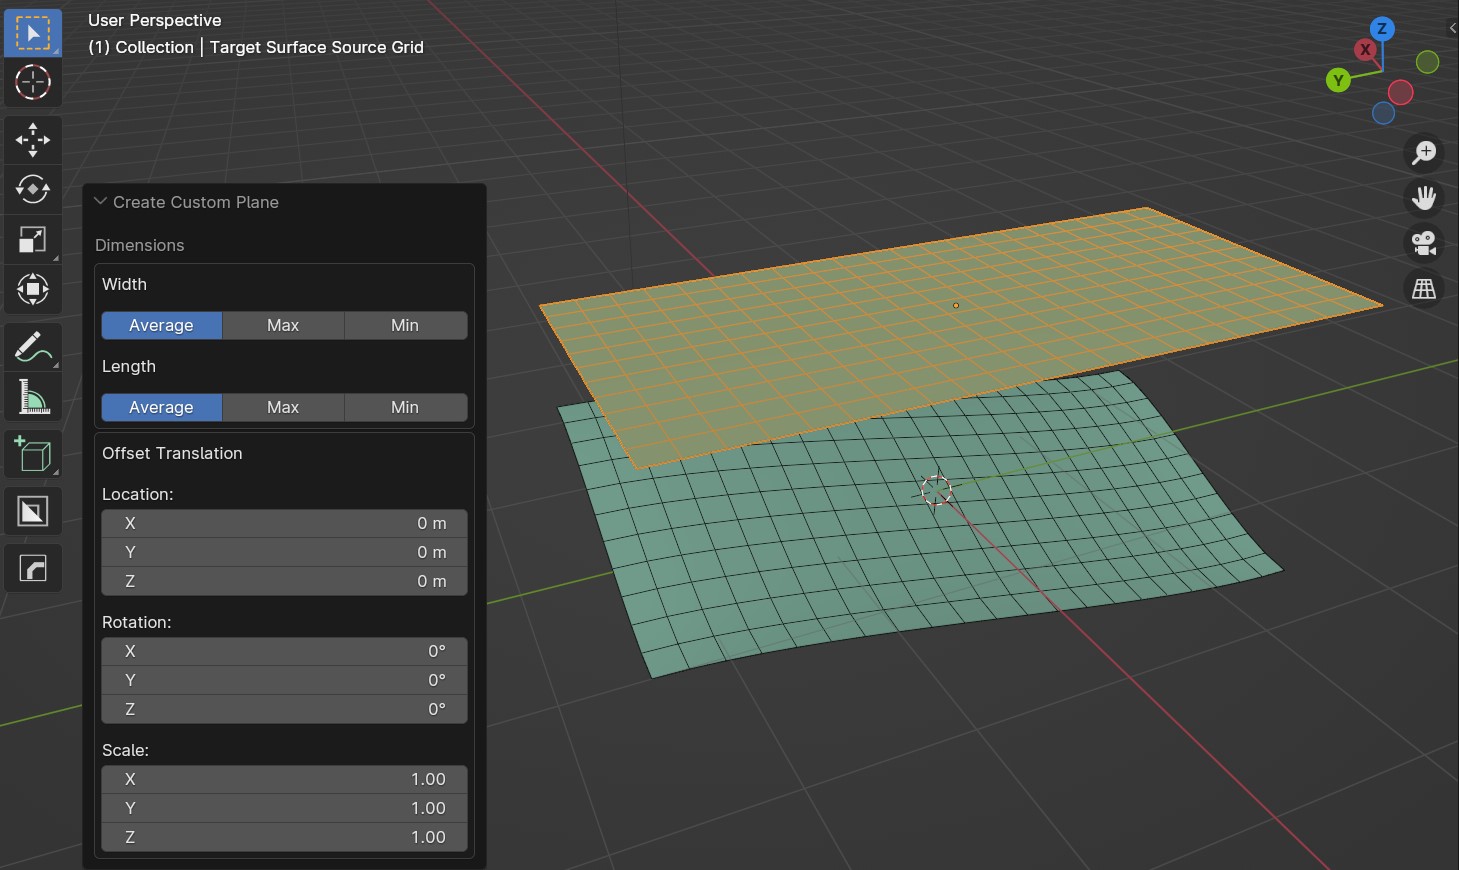 User Perspective
(1) Collection | Target Surface Source Grid
Z
X
Y
Create Custom Plane
Dimensions
Width
Average Max Min
Length
Average Max Min
Offset Translation
Location:
X 0 m
Y 0 m
Z 0 m
Rotation:
X 0°
Y 0°
Z 0°
Scale:
X 1.00
Y 1.00
Z 1.00